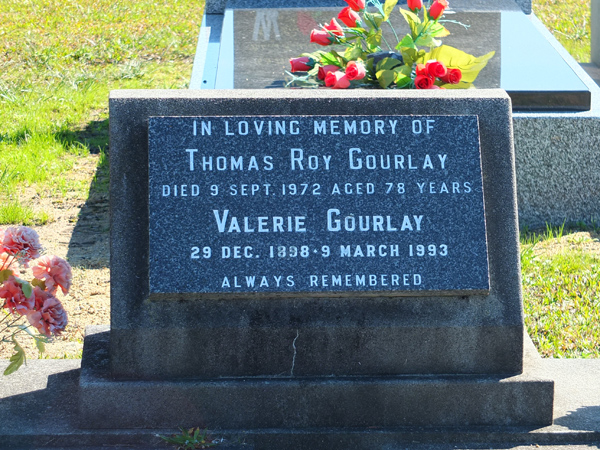 IN LOVING MEMORY OF
THOMAS ROY GOURLAY
DIED 9 SEPT. 1972 AGED 78 YEARS
VALERIE GOURLAY
29 DEC. 1898 · 9 MARCH 1993
ALWAYS REMEMBERED